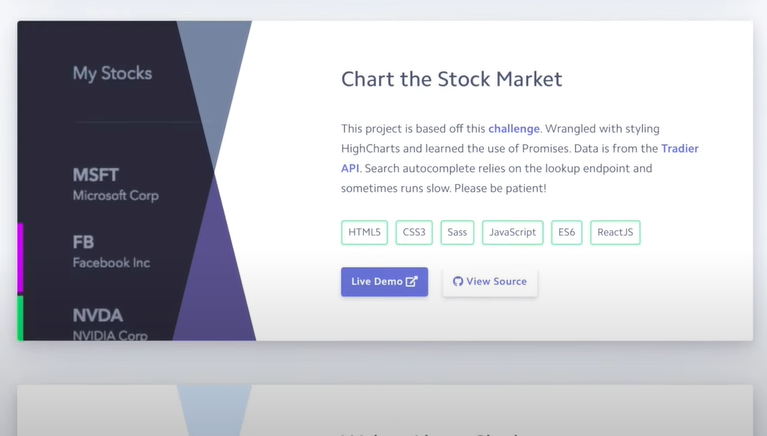 My Stocks
MSFT
Microsoft Corp
FB
Facebook Inc
NVDA
NVIDIA Corp
Chart the Stock Market
This project is based off this challenge. Wrangled with styling
HighCharts and learned the use of Promises. Data is from the Tradier
API. Search autocomplete relies on the lookup endpoint and
sometimes runs slow. Please be patient!
HTML5 CSS3 Sass JavaScript ES6 ReactJS
Live Demo View Source